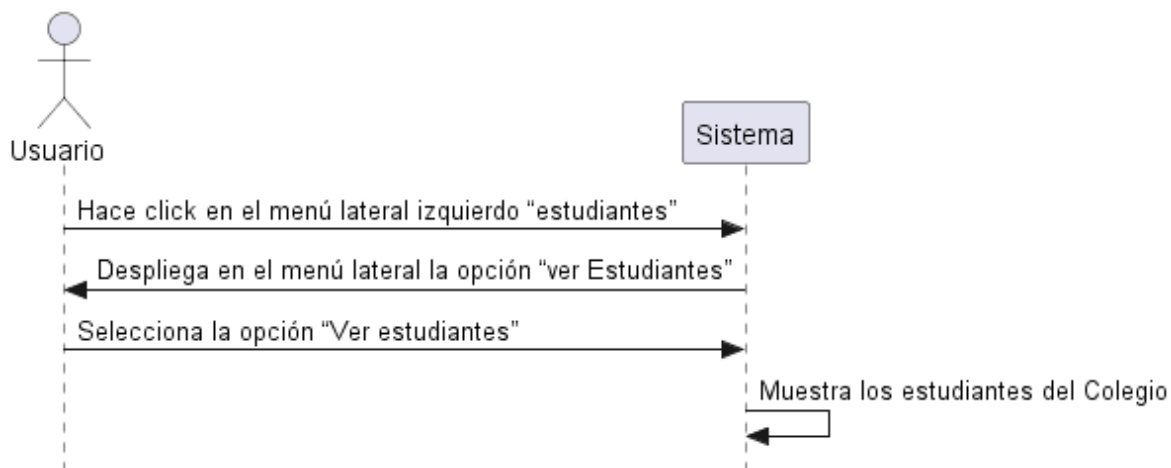 Usuario
Sistema
Hace click en el menú lateral izquierdo “estudiantes”
Despliega en el menú lateral la opción “ver Estudiantes”
Selecciona la opción “Ver estudiantes”
Muestra los estudiantes del Colegio